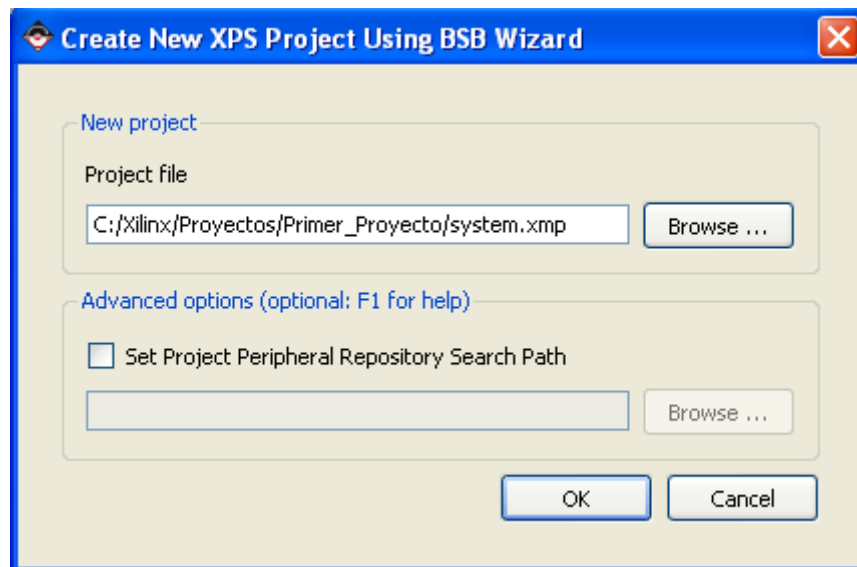 Create New XPS Project Using BSB Wizard
New project
Project file
C:/Xilinx/Proyectos/Primer_Proyecto/system.xmp
Browse ...
Advanced options (optional: F1 for help)
Set Project Peripheral Repository Search Path
Browse ...
OK
Cancel